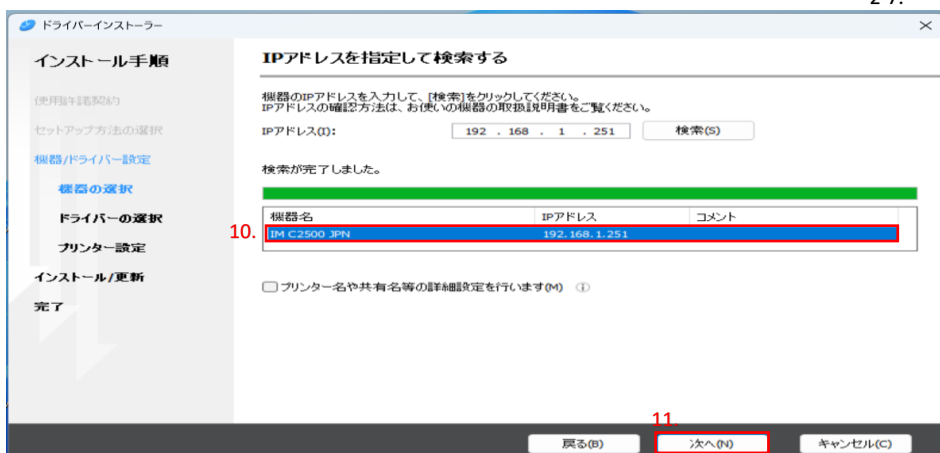 2-7.
ドライバーインストーラー
インストール手順
使用許諾契約
セットアップ方法の選択
機器/ドライバー設定
機器の選択
ドライバーの選択
プリンター設定
インストール/更新
完了
IPアドレスを指定して検索する
機器のIPアドレスを入力して、[検索]をクリックしてください。
IPアドレスの確認方法は、お使いの機器の取扱説明書をご覧ください。
IPアドレス(I): 192 . 168 . 1 . 251 検索(S)
検索が完了しました。
機器名 IPアドレス コメント
10. IM C2500 JPN 192.168.1.251
プリンター名や共有名等の詳細設定を行います(M)
11.
戻る(B) 次へ(N) キャンセル(C)